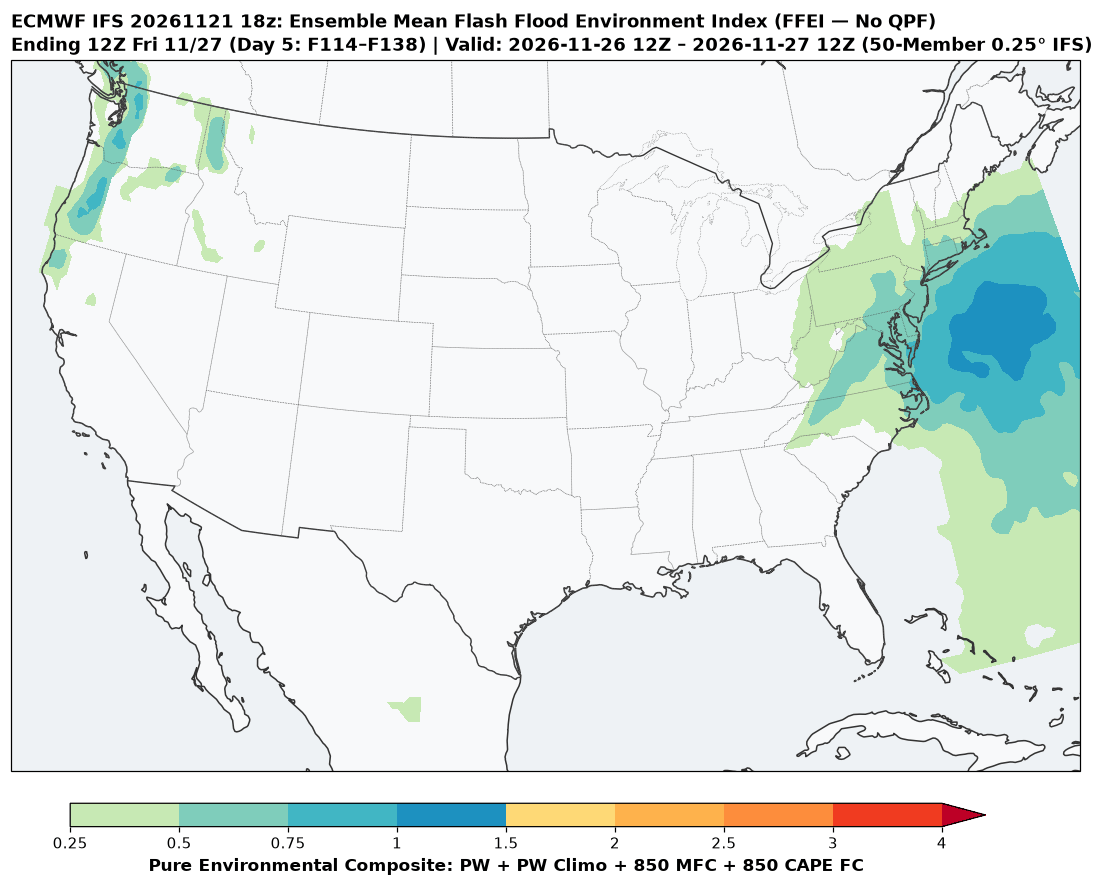 ECMWF IFS 20261121 18z: Ensemble Mean Flash Flood Environment Index (FFEI — No QPF)
Ending 12Z Fri 11/27 (Day 5: F114–F138) | Valid: 2026-11-26 12Z – 2026-11-27 12Z (50-Member 0.25° IFS)
0.25 0.5 0.75 1 1.5 2 2.5 3 4
Pure Environmental Composite: PW + PW Climo + 850 MFC + 850 CAPE FC